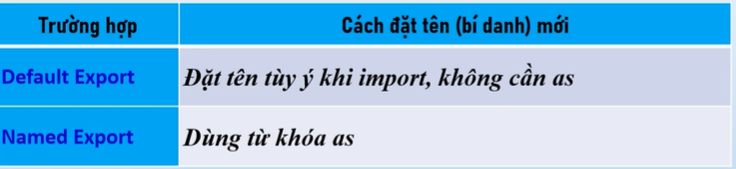 Trường hợp
Cách đặt tên (bí danh) mới
Default Export
Đặt tên tùy ý khi import, không cần as
Named Export
Dùng từ khóa as